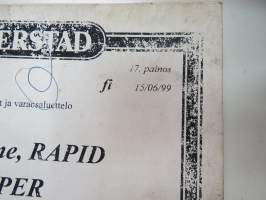 ERSTAD
17. painos
fi 15/06/99
t ja varaosaluettelo
ne, RAPID
PER